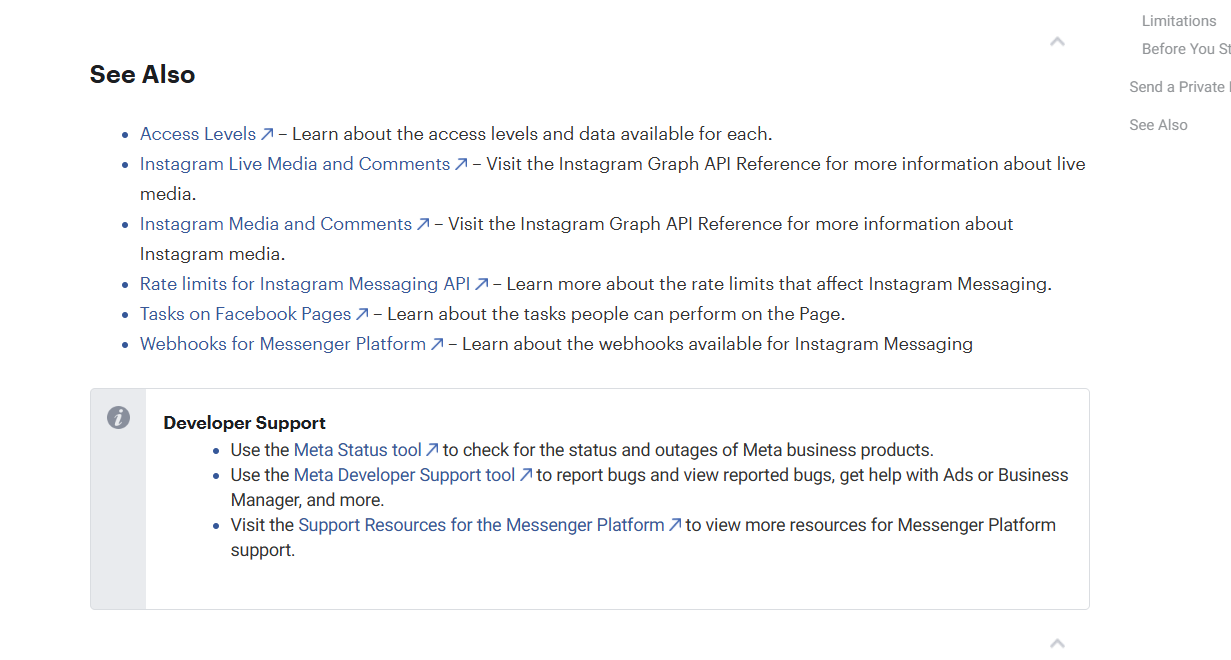 See Also
Access Levels – Learn about the access levels and data available for each.
Instagram Live Media and Comments – Visit the Instagram Graph API Reference for more information about live
media.
Instagram Media and Comments – Visit the Instagram Graph API Reference for more information about
Instagram media.
Rate limits for Instagram Messaging API – Learn more about the rate limits that affect Instagram Messaging.
Tasks on Facebook Pages – Learn about the tasks people can perform on the Page.
Webhooks for Messenger Platform – Learn about the webhooks available for Instagram Messaging
Developer Support
Use the Meta Status tool to check for the status and outages of Meta business products.
Use the Meta Developer Support tool to report bugs and view reported bugs, get help with Ads or Business
Manager, and more.
Visit the Support Resources for the Messenger Platform to view more resources for Messenger Platform
support.
Limitations
Before You
Send a Private
See Also